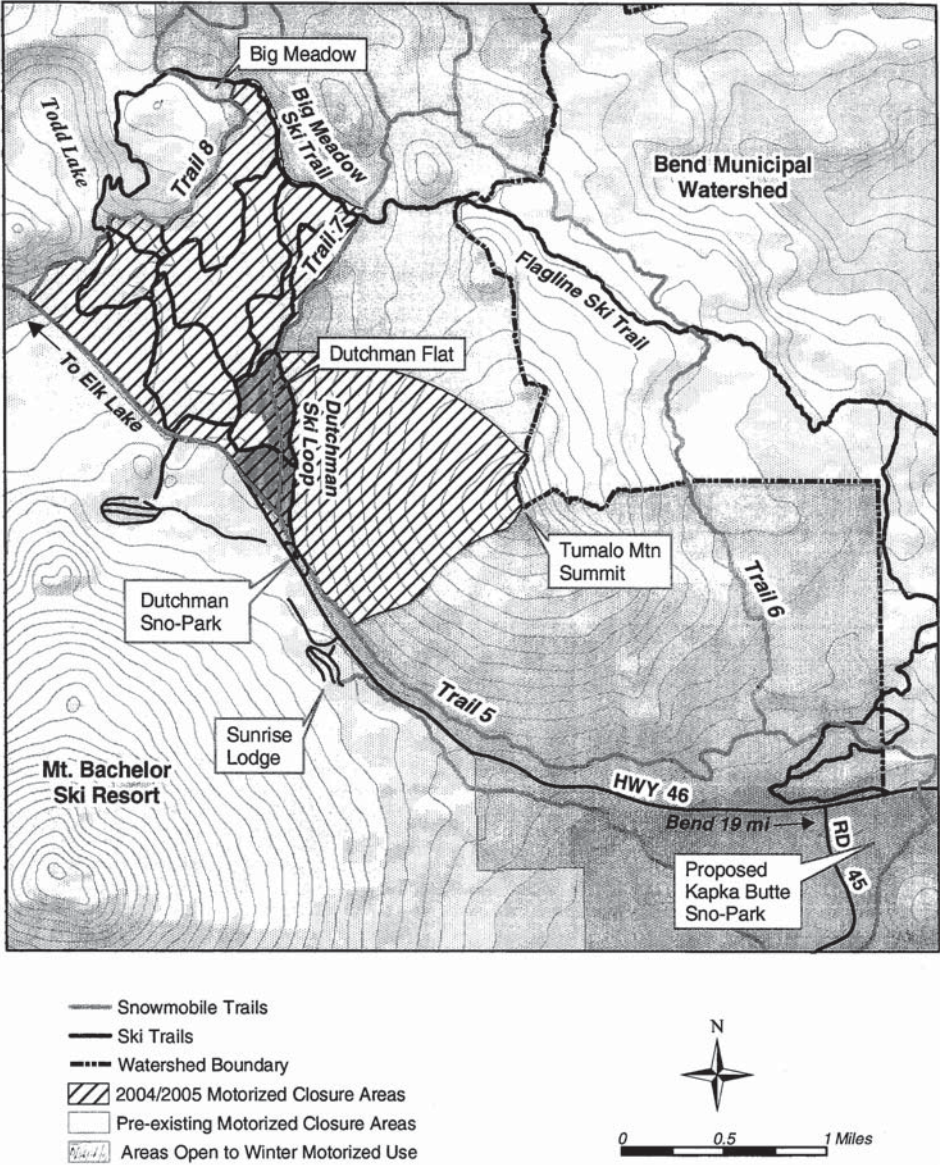 Big Meadow
Todd Lake
Trail 8
Big Meadow
Ski Trail
Bend Municipal
Watershed
Trail 7
Flagline Ski Trail
Dutchman Flat
To Elk Lake
Dutchman
Ski Loop
Tumalo Mtn
Summit
Dutchman
Sno-Park
Trail 6
Trail 5
Sunrise
Lodge
Mt. Bachelor
Ski Resort
HWY 46
Bend 19 mi
RD 45
Proposed
Kapka Butte
Sno-Park
Snowmobile Trails
Ski Trails
Watershed Boundary
2004/2005 Motorized Closure Areas
Pre-existing Motorized Closure Areas
Areas Open to Winter Motorized Use
N
0 0.5 1 Miles